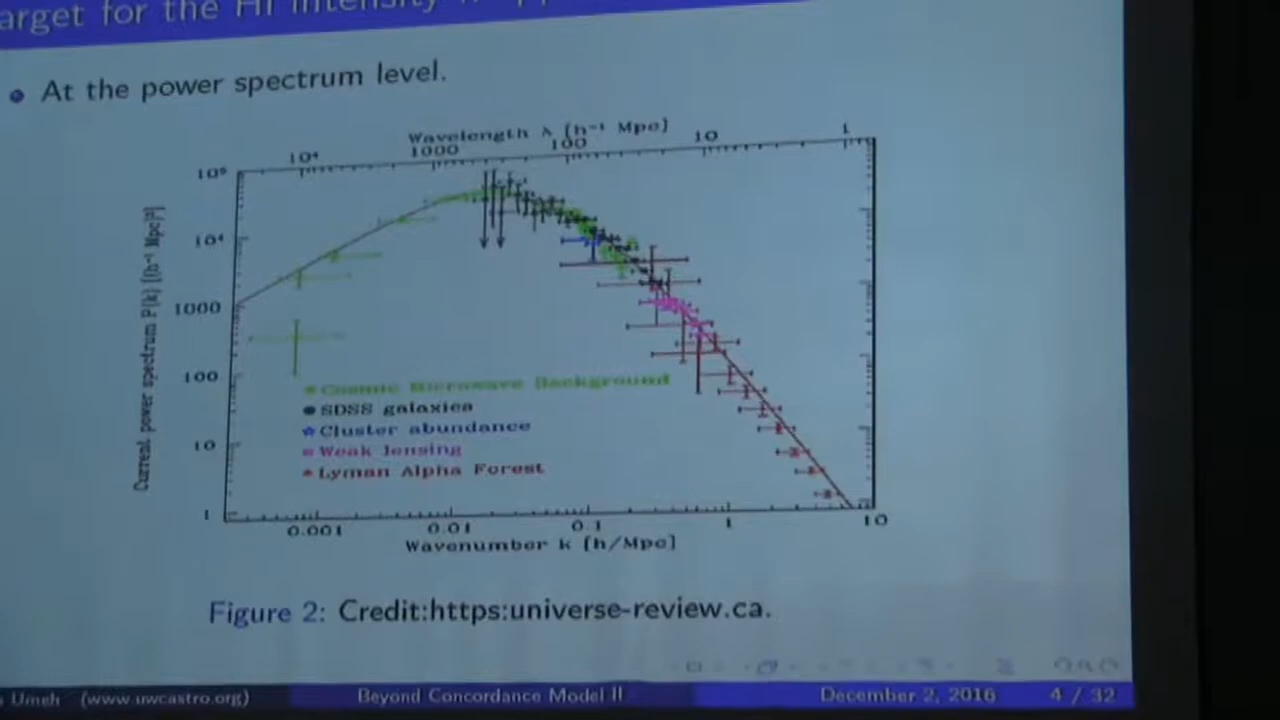 arget for the HI Intensity
At the power spectrum level.
Wavelength λ [h⁻¹ Mpc]
10⁴ 1000 100 10 1
Current power spectrum P(k) [(h⁻¹ Mpc)³]
10⁵
10⁴
1000
100
10
1
Cosmic Microwave Background
SDSS galaxies
Cluster abundance
Weak lensing
Lyman Alpha Forest
0.001 0.01 0.1 1 10
Wavenumber k [h/Mpc]
Figure 2: Credit:https:universe-review.ca.
Umeh (www.uwcastro.org) Beyond Concordance Model II December 2, 2016 4 / 32